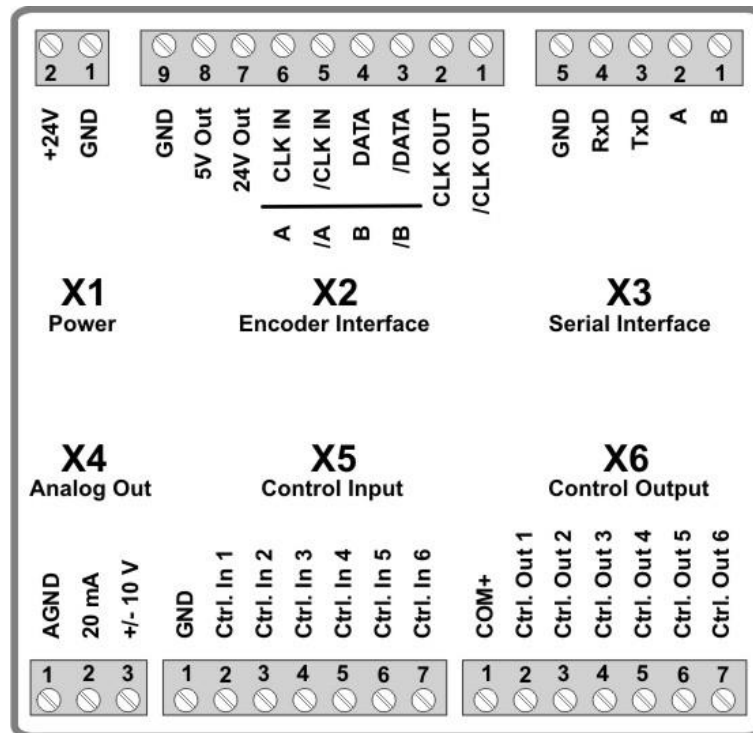 2 1
9 8 7 6 5 4 3 2 1
5 4 3 2 1
+24V
GND
GND
5V Out
24V Out
CLK IN
/CLK IN
DATA
/DATA
CLK OUT
/CLK OUT
A
/A
B
/B
GND
RxD
TxD
A
B
X1
Power
X2
Encoder Interface
X3
Serial Interface
X4
Analog Out
X5
Control Input
X6
Control Output
AGND
20 mA
+/- 10 V
GND
Ctrl. In 1
Ctrl. In 2
Ctrl. In 3
Ctrl. In 4
Ctrl. In 5
Ctrl. In 6
COM+
Ctrl. Out 1
Ctrl. Out 2
Ctrl. Out 3
Ctrl. Out 4
Ctrl. Out 5
Ctrl. Out 6
1 2 3
1 2 3 4 5 6 7
1 2 3 4 5 6 7